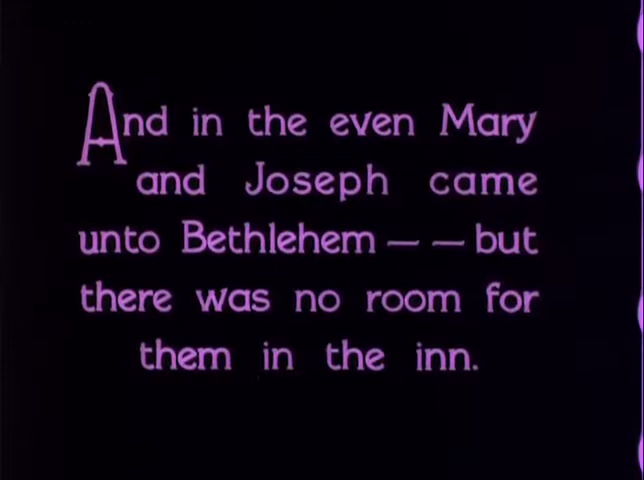 And in the even Mary
and Joseph came
unto Bethlehem — — but
there was no room for
them in the inn.